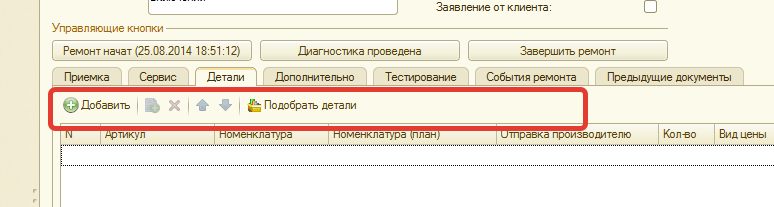 Заявление от клиента:
Управляющие кнопки
Ремонт начат (25.08.2014 18:51:12) Диагностика проведена Завершить ремонт
Приемка Сервис Детали Дополнительно Тестирование События ремонта Предыдущие документы
Добавить Подобрать детали
N Артикул Номенклатура Номенклатура (план) Отправка производителю Кол-во Вид цены